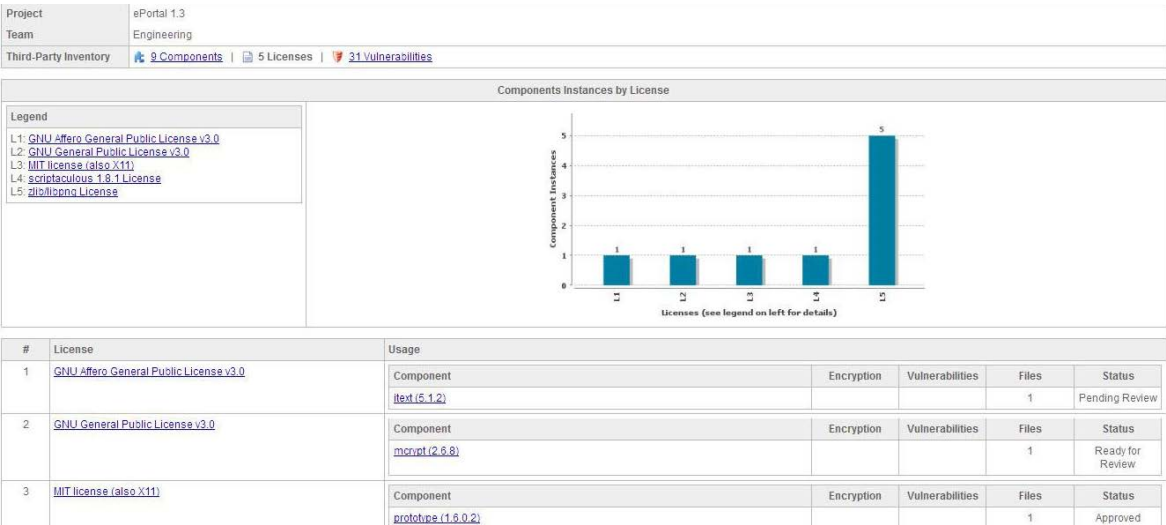 Project ePortal 1.3
Team Engineering
Third-Party Inventory 9 Components | 5 Licenses | 31 Vulnerabilities
Components Instances by License
Legend
L1: GNU Affero General Public License v3.0
L2: GNU General Public License v3.0
L3: MIT license (also X11)
L4: scriptaculous 1.8.1 License
L5: zlib/libpng License
Component Instances
5
4
3
2
1
0
1 1 1 1 5
L1 L2 L3 L4 L5
Licenses (see legend on left for details)
# License Usage
1 GNU Affero General Public License v3.0
Component Encryption Vulnerabilities Files Status
itext (5.1.2) 1 Pending Review
2 GNU General Public License v3.0
Component Encryption Vulnerabilities Files Status
mcrypt (2.6.8) 1 Ready for
Review
3 MIT license (also X11)
Component Encryption Vulnerabilities Files Status
prototype (1.6.0.2) 1 Approved